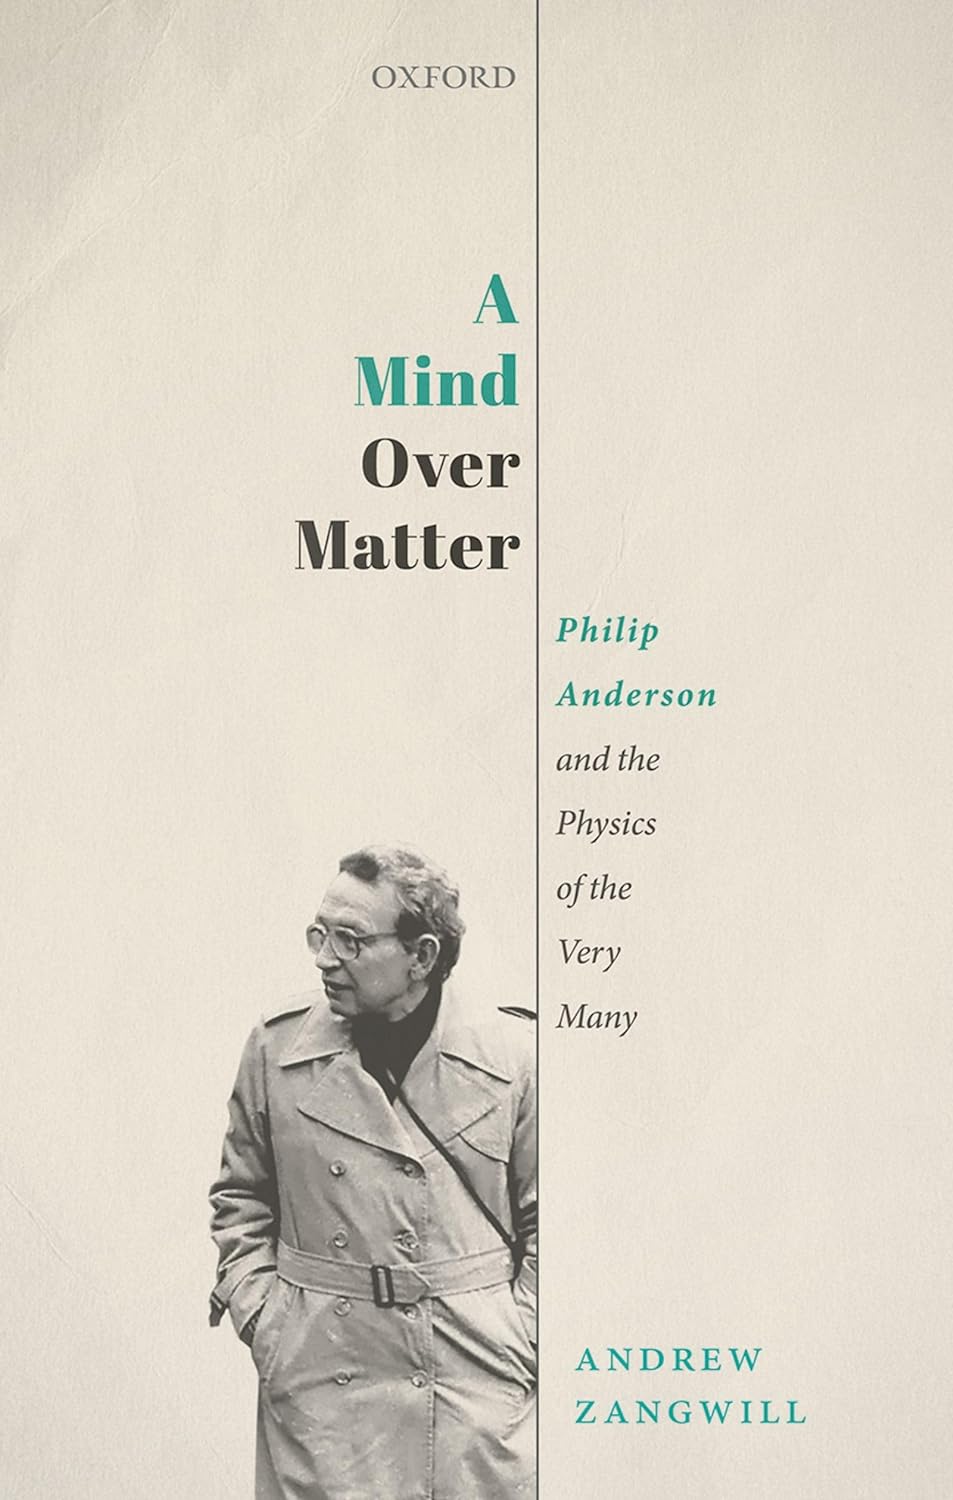 OXFORD
A
Mind
Over
Matter
Philip
Anderson
and the
Physics
of the
Very
Many
ANDREW
ZANGWILL